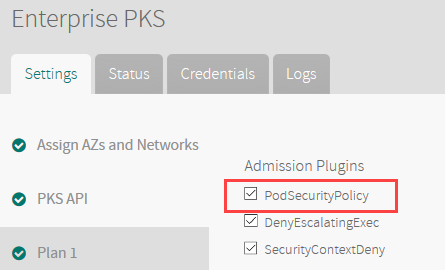 Enterprise PKS
Settings
Status
Credentials
Logs
Assign AZs and Networks
PKS API
Plan 1
Admission Plugins
PodSecurityPolicy
DenyEscalatingExec
SecurityContextDeny